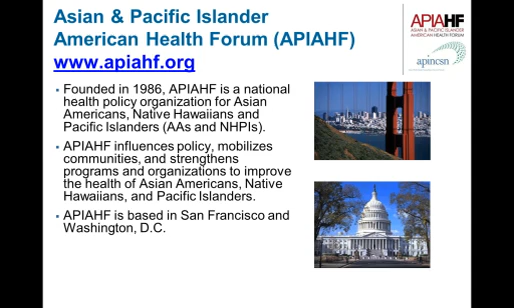 Asian & Pacific Islander
American Health Forum (APIAHF)
www.apiahf.org
• Founded in 1986, APIAHF is a national
health policy organization for Asian
Americans, Native Hawaiians and
Pacific Islanders (AAs and NHPIs).
• APIAHF influences policy, mobilizes
communities, and strengthens
programs and organizations to improve
the health of Asian Americans, Native
Hawaiians, and Pacific Islanders.
• APIAHF is based in San Francisco and
Washington, D.C.
APIAHF
ASIAN & PACIFIC ISLANDER
AMERICAN HEALTH FORUM
apincsn